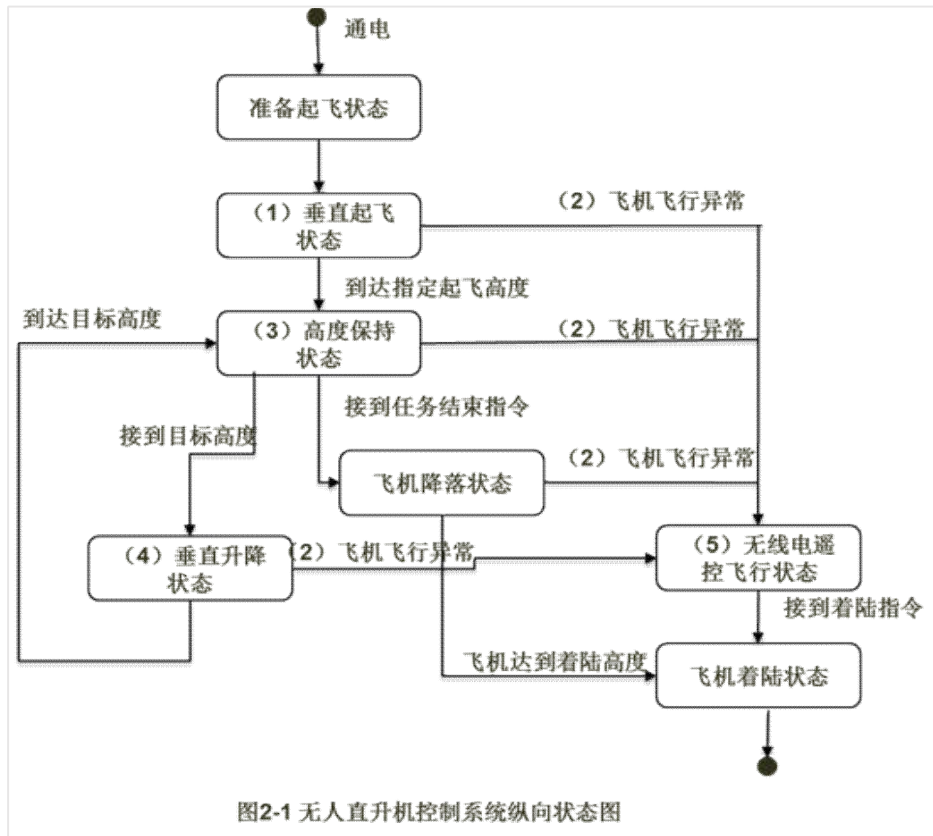 通电
准备起飞状态
（1）垂直起飞
状态
（2）飞机飞行异常
到达指定起飞高度
到达目标高度
（3）高度保持
状态
（2）飞机飞行异常
接到任务结束指令
接到目标高度
飞机降落状态
（2）飞机飞行异常
（4）垂直升降
状态
（2）飞机飞行异常
（5）无线电遥
控飞行状态
接到着陆指令
飞机达到着陆高度
飞机着陆状态
图2-1 无人直升机控制系统纵向状态图